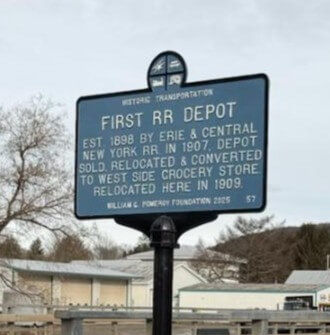 HISTORIC TRANSPORTATION
FIRST RR DEPOT
EST. 1898 BY ERIE & CENTRAL
NEW YORK RR. IN 1907, DEPOT
SOLD, RELOCATED & CONVERTED
TO WEST SIDE GROCERY STORE
RELOCATED HERE IN 1909.
WILLIAM G. POMEROY FOUNDATION 2025 57